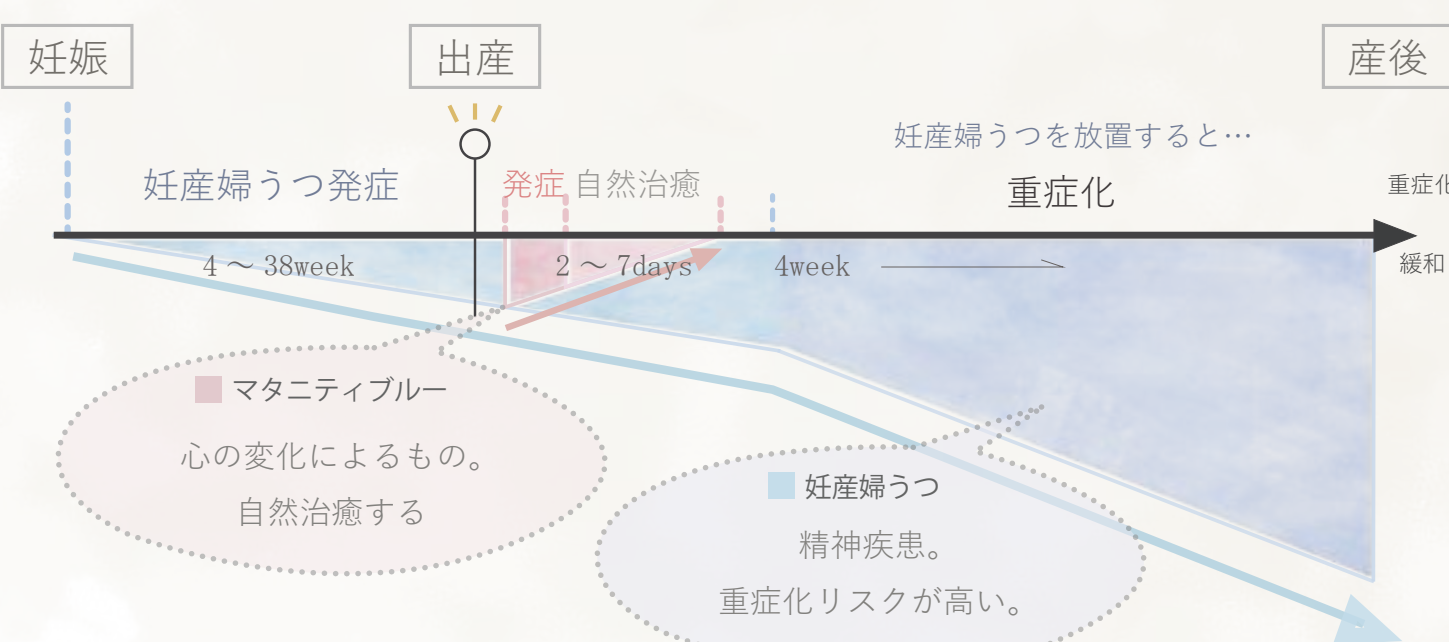 妊娠
出産
産後
妊産婦うつを放置すると…
妊産婦うつ発症
発症
自然治癒
重症化
重症化
4 ～ 38week
2 ～ 7days
4week
緩和
マタニティブルー
心の変化によるもの。
自然治癒する
妊産婦うつ
精神疾患。
重症化リスクが高い。